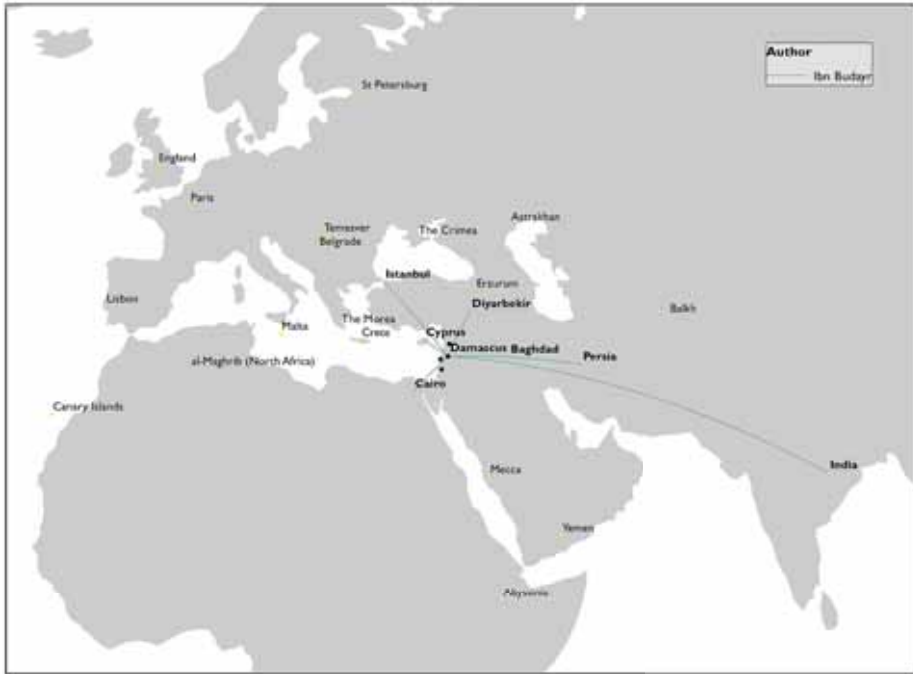 Author
Ibn Budayr
St Petersburg
England
Paris
Temesver
Belgrade
The Crimea
Astrakhan
Istanbul
Erzurum
Diyarbekir
Lisbon
Malta
The Morea
Crete
Cyprus
Balkh
Damascus
Baghdad
Persia
al-Maghrib (North Africa)
Cairo
Canary Islands
Mecca
India
Yemen
Abyssinia